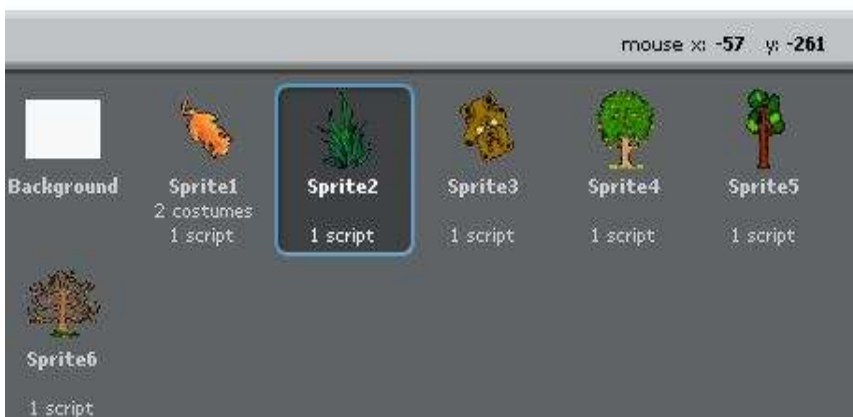 mouse x: -57 y: -261
Background
Sprite1
2 costumes
1 script
Sprite2
1 script
Sprite3
1 script
Sprite4
1 script
Sprite5
1 script
Sprite6
1 script